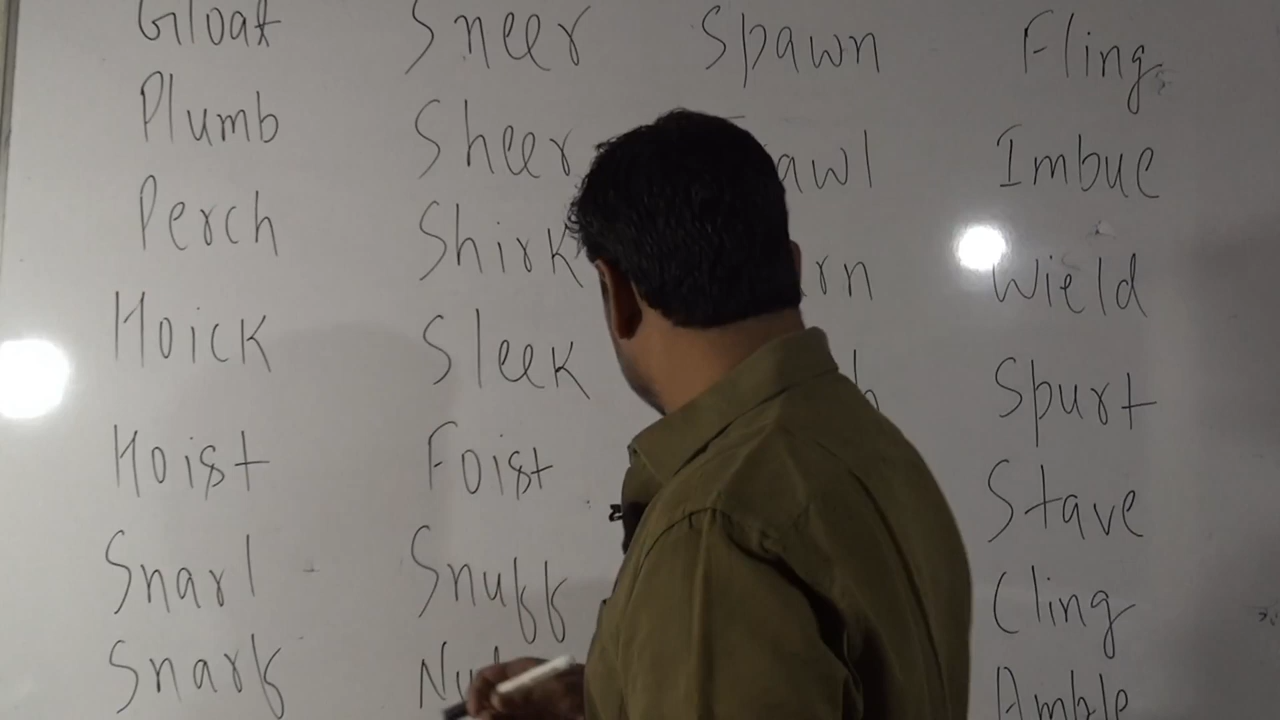 Gloat Sneer Spawn Fling
Plumb Sheer Imbue
Perch Shirk Wield
Hoick Sleek Spurt
Hoist Foist Stave
Snarl Snuff Cling
Snark Amble